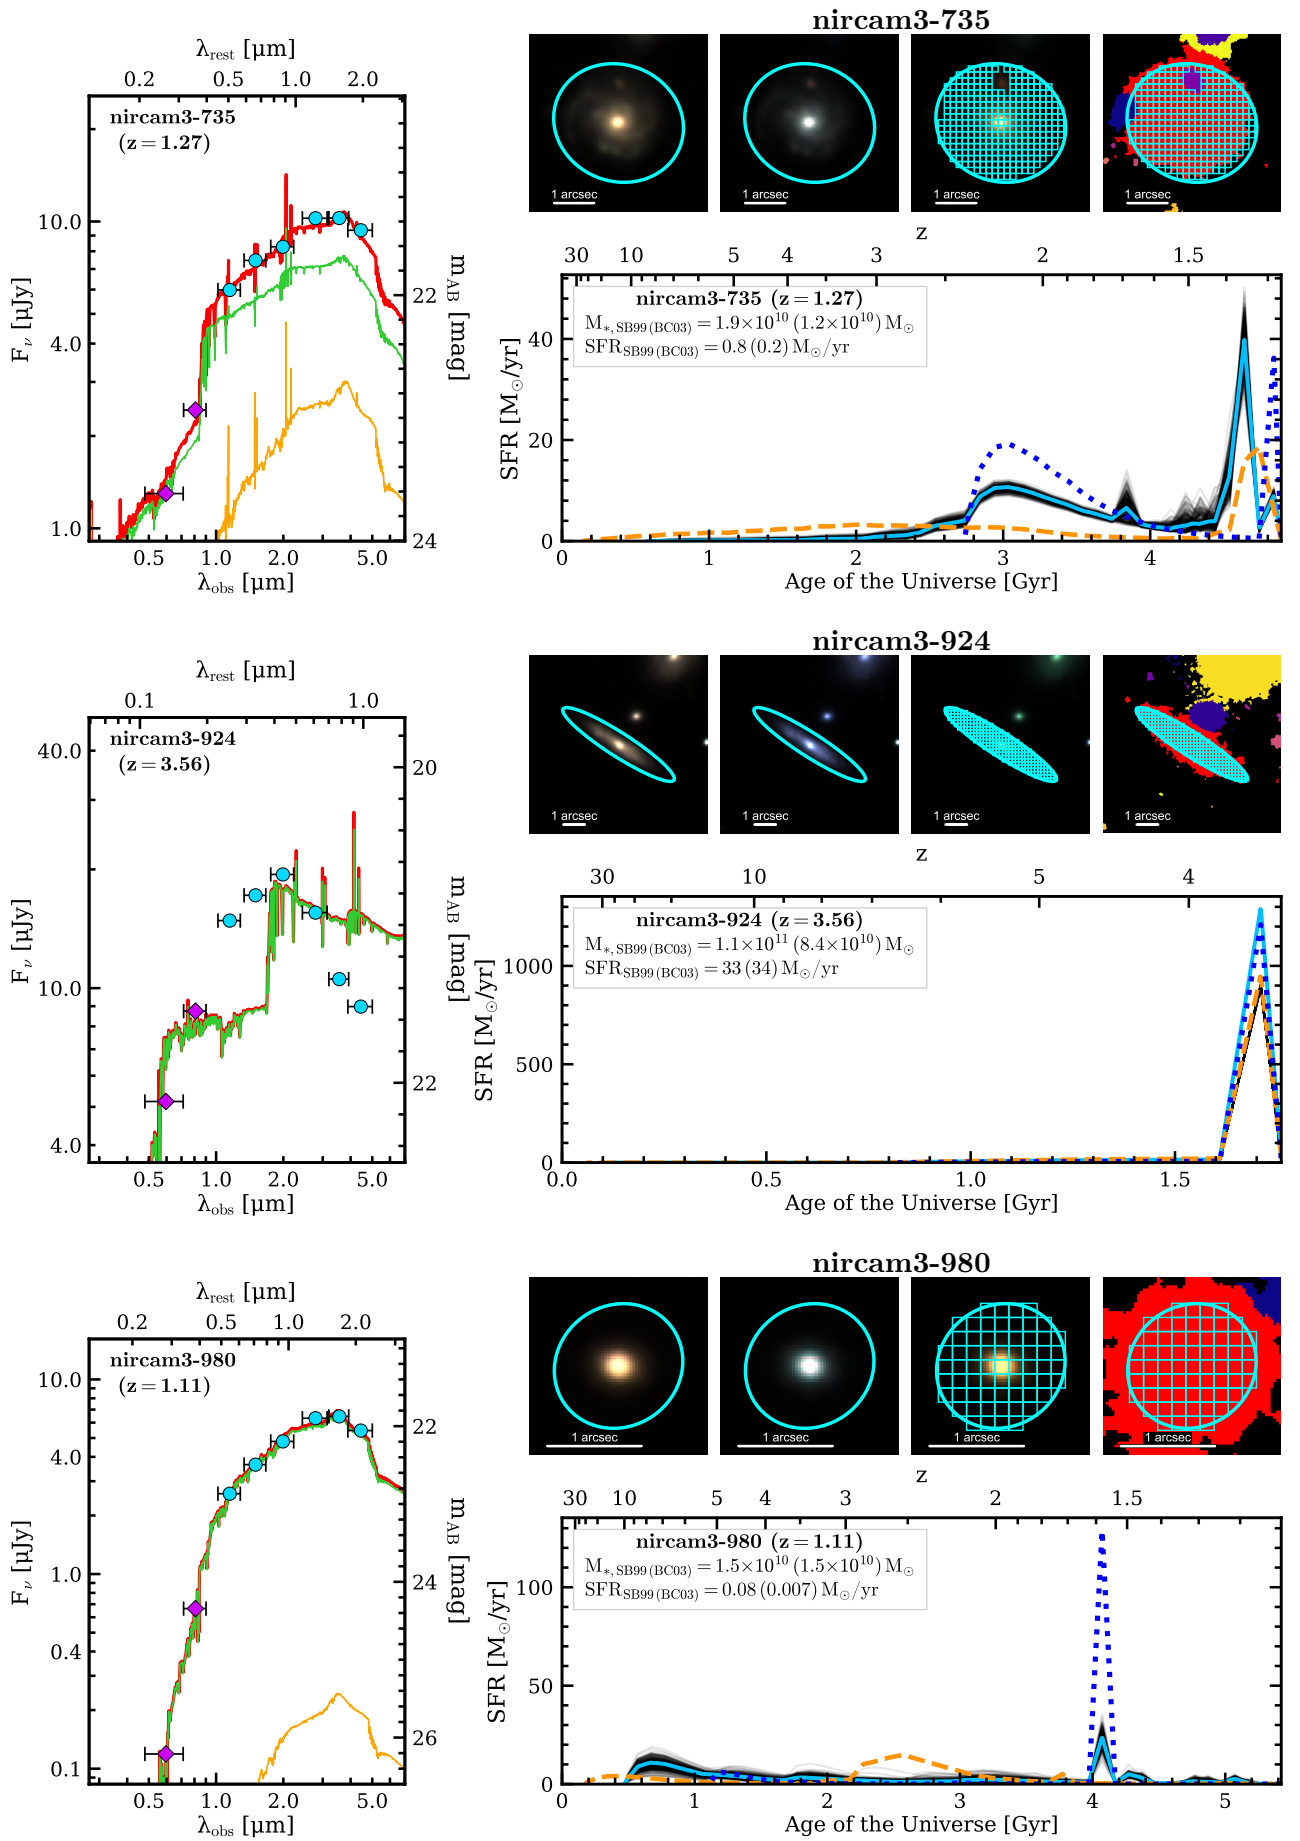 nircam3-735
λrest [μm]
0.2 0.5 1.0 2.0
nircam3-735
(z = 1.27)
10.0
4.0
2.0
1.0
Fν [μJy]
22
24
mAB [mag]
0.5 1.0 2.0 5.0
λobs [μm]
1 arcsec 1 arcsec 1 arcsec 1 arcsec
z
30 10 5 4 3 2 1.5
nircam3-735 (z = 1.27)
M*, SB99 (BC03) = 1.9×10¹⁰ (1.2×10¹⁰) M⊙
SFRSB99 (BC03) = 0.8 (0.2) M⊙/yr
SFR [M⊙/yr]
40
20
0
0 1 2 3 4
Age of the Universe [Gyr]
nircam3-924
λrest [μm]
0.1 1.0
nircam3-924
(z = 3.56)
40.0
10.0
4.0
Fν [μJy]
20
22
mAB [mag]
0.5 1.0 2.0 5.0
λobs [μm]
1 arcsec 1 arcsec 1 arcsec 1 arcsec
z
30 10 5 4
nircam3-924 (z = 3.56)
M*, SB99 (BC03) = 1.1×10¹¹ (8.4×10¹⁰) M⊙
SFRSB99 (BC03) = 33 (34) M⊙/yr
SFR [M⊙/yr]
1000
500
0
0.0 0.5 1.0 1.5
Age of the Universe [Gyr]
nircam3-980
λrest [μm]
0.2 0.5 1.0 2.0
nircam3-980
(z = 1.11)
10.0
4.0
1.0
0.4
0.1
Fν [μJy]
22
24
26
mAB [mag]
0.5 1.0 2.0 5.0
λobs [μm]
1 arcsec 1 arcsec 1 arcsec 1 arcsec
z
30 10 5 4 3 2 1.5
nircam3-980 (z = 1.11)
M*, SB99 (BC03) = 1.5×10¹⁰ (1.5×10¹⁰) M⊙
SFRSB99 (BC03) = 0.08 (0.007) M⊙/yr
SFR [M⊙/yr]
100
50
0
0 1 2 3 4 5
Age of the Universe [Gyr]